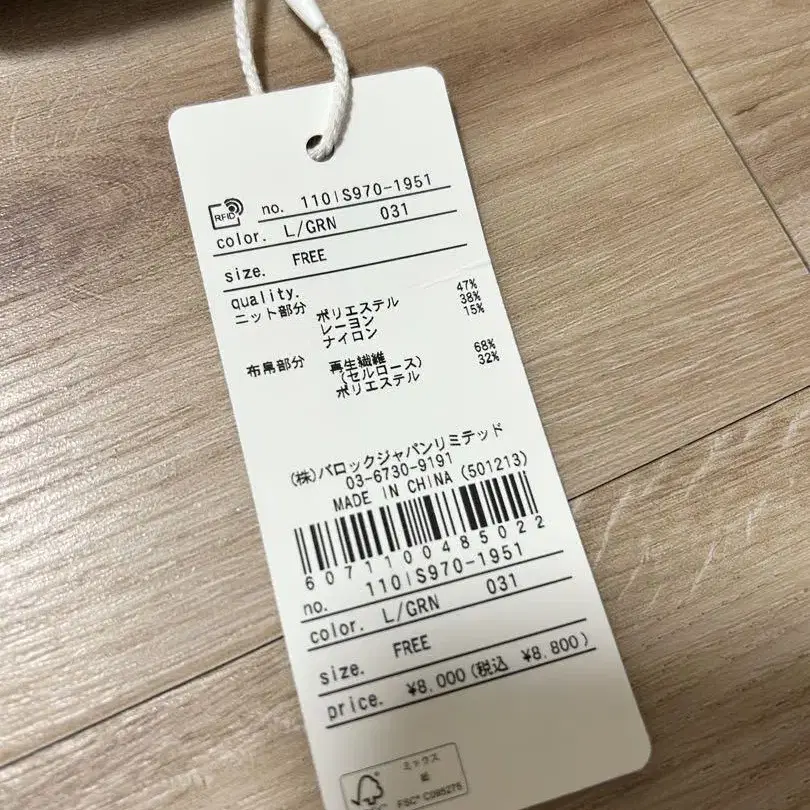 RFID
no. 110IS970-1951
color. L/GRN 031
size. FREE
quality.
ニット部分 ポリエステル 47%
レーヨン 38%
ナイロン 15%
布帛部分 再生繊維 68%
(セルロース)
ポリエステル 32%
(株)バロックジャパンリミテッド
03-6730-9191
MADE IN CHINA (501213)
6071100485022
no. 110IS970-1951
color. L/GRN 031
size. FREE
price. ¥8.000(税込 ¥8.800)
ミックス
紙
FSC® C095275